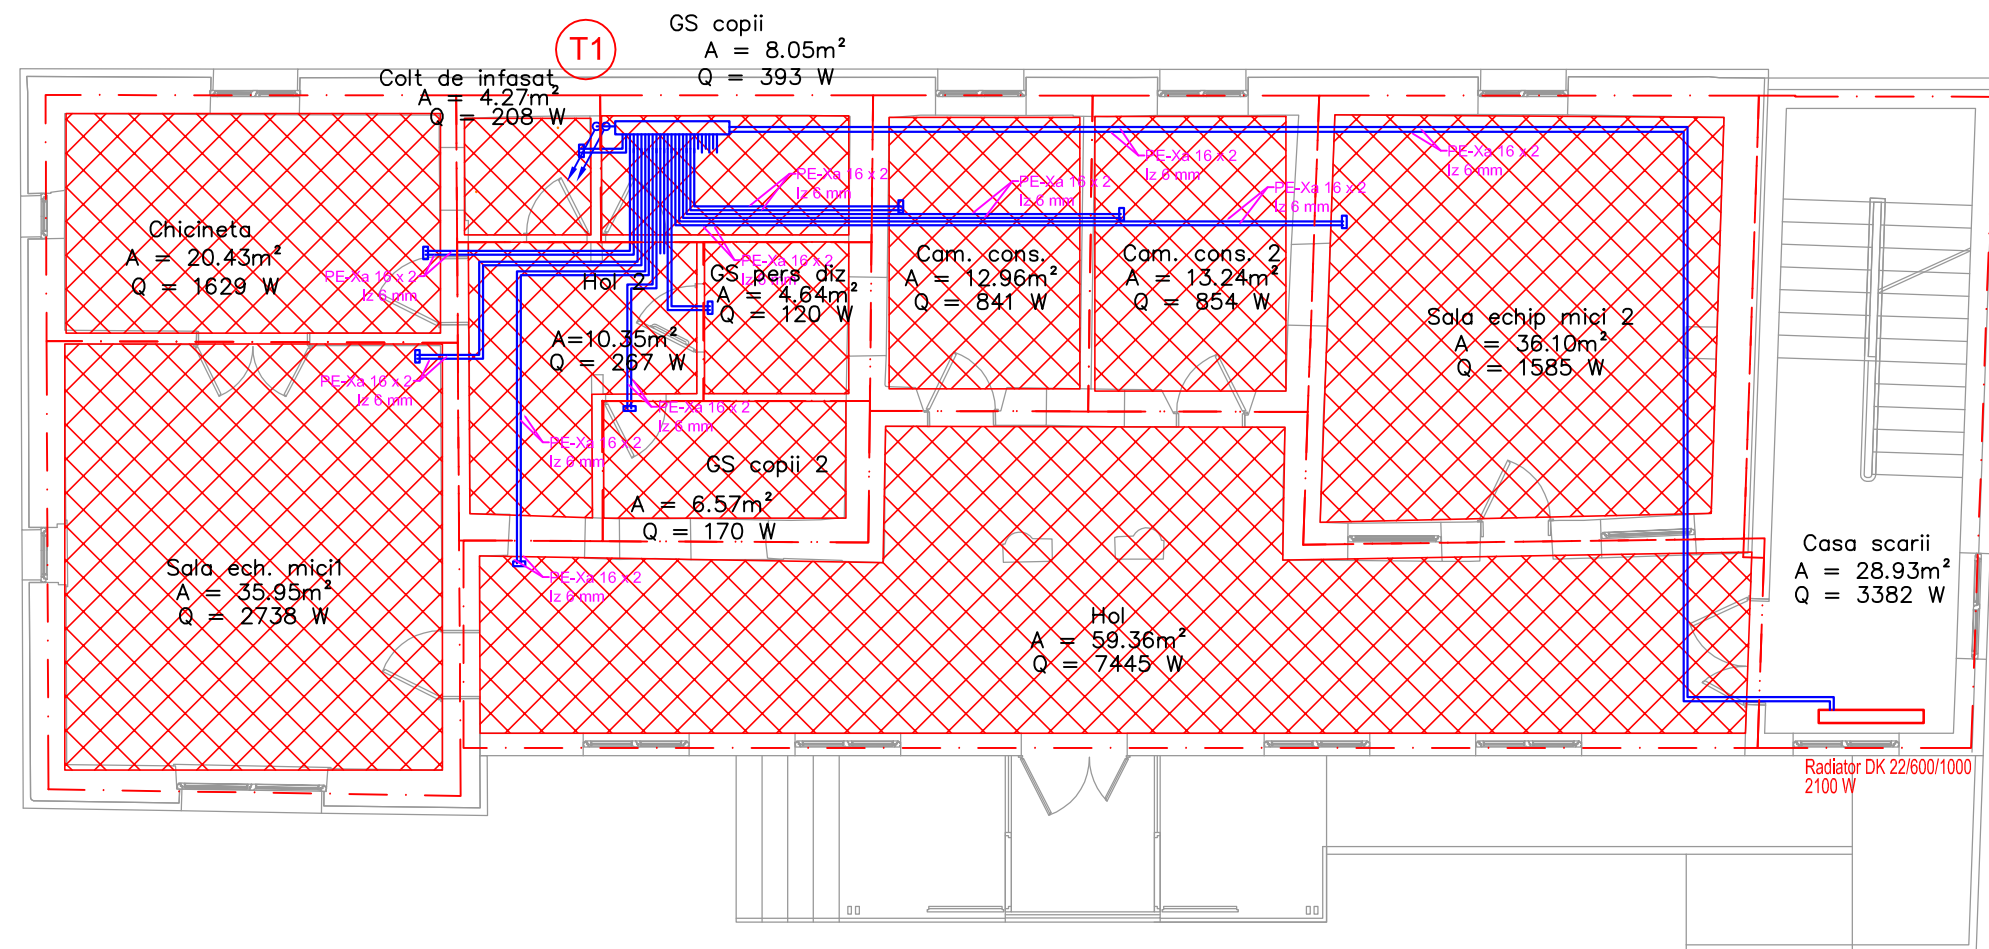 GS copii
A = 8.05m²
Q = 393 W
T1
Colt de infasat
A = 4.27m²
Q = 208 W
PE-Xa 16 x 2
Iz 6 mm
PE-Xa 16 x 2
Iz 6 mm
PE-Xa 16 x 2
Iz 6 mm
PE-Xa 16 x 2
Iz 6 mm
PE-Xa 16 x 2
Iz 6 mm
Chicineta
A = 20.43m²
Q = 1629 W
PE-Xa 16 x 2
Iz 6 mm
Hol 2
A=10.35m²
Q = 267 W
PE-Xa 16 x 2
Iz 6 mm
GS pers diz
A = 4.64m²
Q = 120 W
Cam. cons.
A = 12.96m²
Q = 841 W
Cam. cons. 2
A = 13.24m²
Q = 854 W
Sala echip mici 2
A = 36.10m²
Q = 1585 W
PE-Xa 16 x 2
Iz 6 mm
PE-Xa 16 x 2
Iz 6 mm
PE-Xa 16 x 2
Iz 6 mm
GS copii 2
A = 6.57m²
Q = 170 W
Sala ech. mici1
A = 35.95m²
Q = 2738 W
PE-Xa 16 x 2
Iz 6 mm
Hol
A = 59.36m²
Q = 7445 W
Casa scarii
A = 28.93m²
Q = 3382 W
Radiator DK 22/600/1000
2100 W